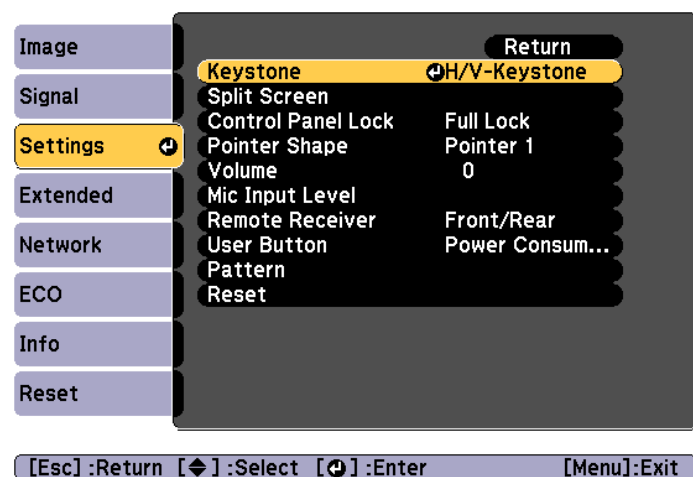 Image
Signal
Settings
Extended
Network
ECO
Info
Reset
Return
Keystone H/V-Keystone
Split Screen
Control Panel Lock Full Lock
Pointer Shape Pointer 1
Volume 0
Mic Input Level
Remote Receiver Front/Rear
User Button Power Consum...
Pattern
Reset
[Esc] :Return [ ] :Select [ ] :Enter [Menu]:Exit